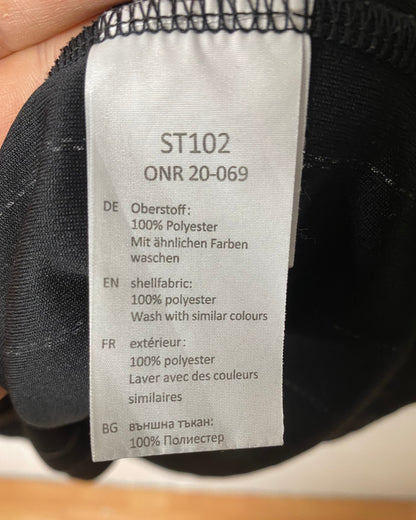 ST102
ONR 20-069
DE Oberstoff:
100% Polyester
Mit ähnlichen Farben
waschen
EN shellfabric:
100% polyester
Wash with similar colours
FR extérieur:
100% polyester
Laver avec des couleurs
similaires
BG външна тъкан:
100% Полиестер